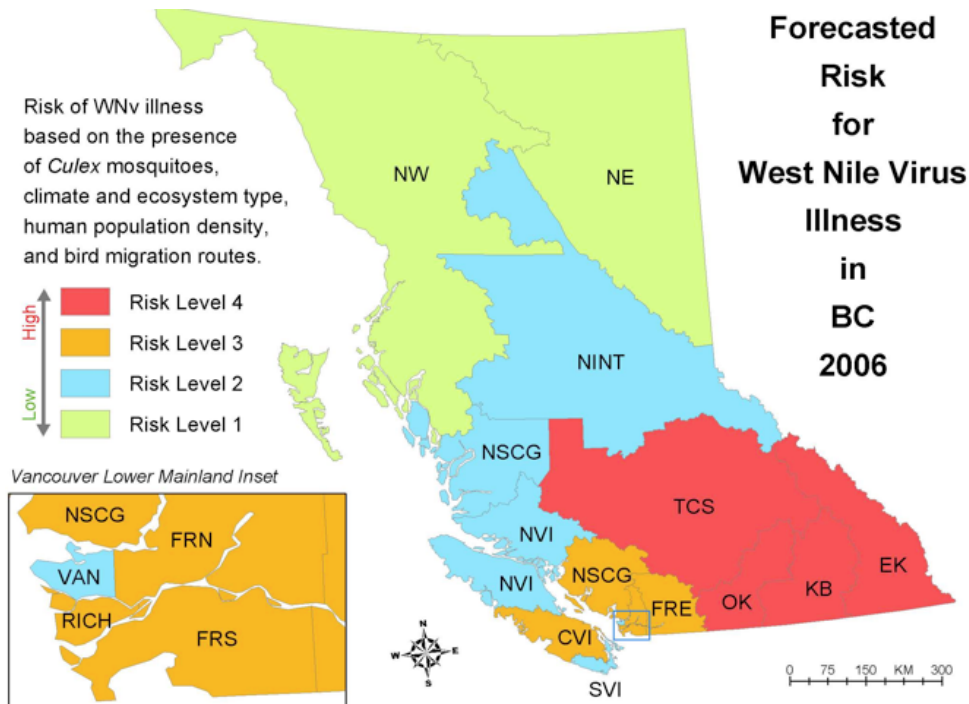 Forecasted
Risk
for
West Nile Virus
Illness
in
BC
2006
Risk of WNv illness
based on the presence
of Culex mosquitoes,
climate and ecosystem type,
human population density,
and bird migration routes.
High
Low
Risk Level 4
Risk Level 3
Risk Level 2
Risk Level 1
NW
NE
NINT
NSCG
TCS
NVI
NVI
NSCG
FRE
OK
KB
EK
CVI
SVI
Vancouver Lower Mainland Inset
NSCG
FRN
VAN
RICH
FRS
N
W E
S
0 75 150 KM 300